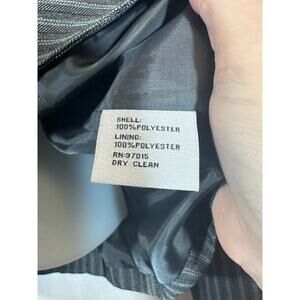 SHELL:
100%POLYESTER
LINING:
100%POLYESTER
RN:97015
DRY CLEAN